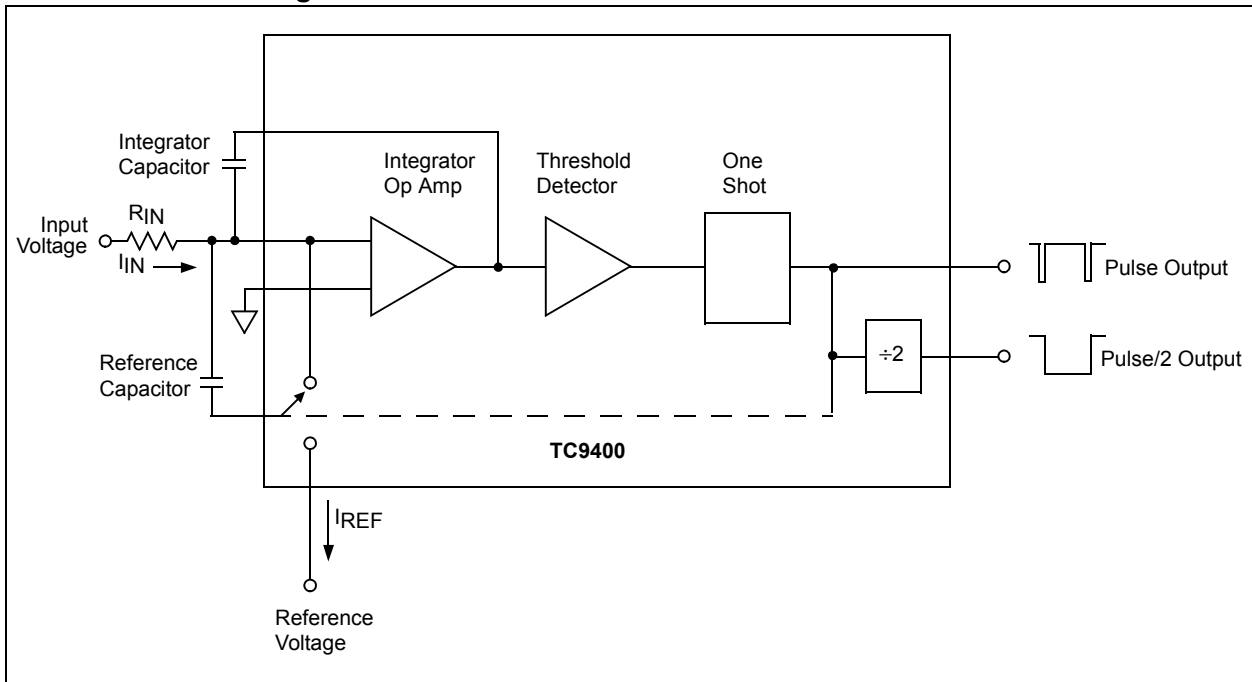 Integrator
Capacitor
Input
Voltage
RIN
IIN
Reference
Capacitor
Integrator
Op Amp
Threshold
Detector
One
Shot
÷2
Pulse Output
Pulse/2 Output
TC9400
IREF
Reference
Voltage